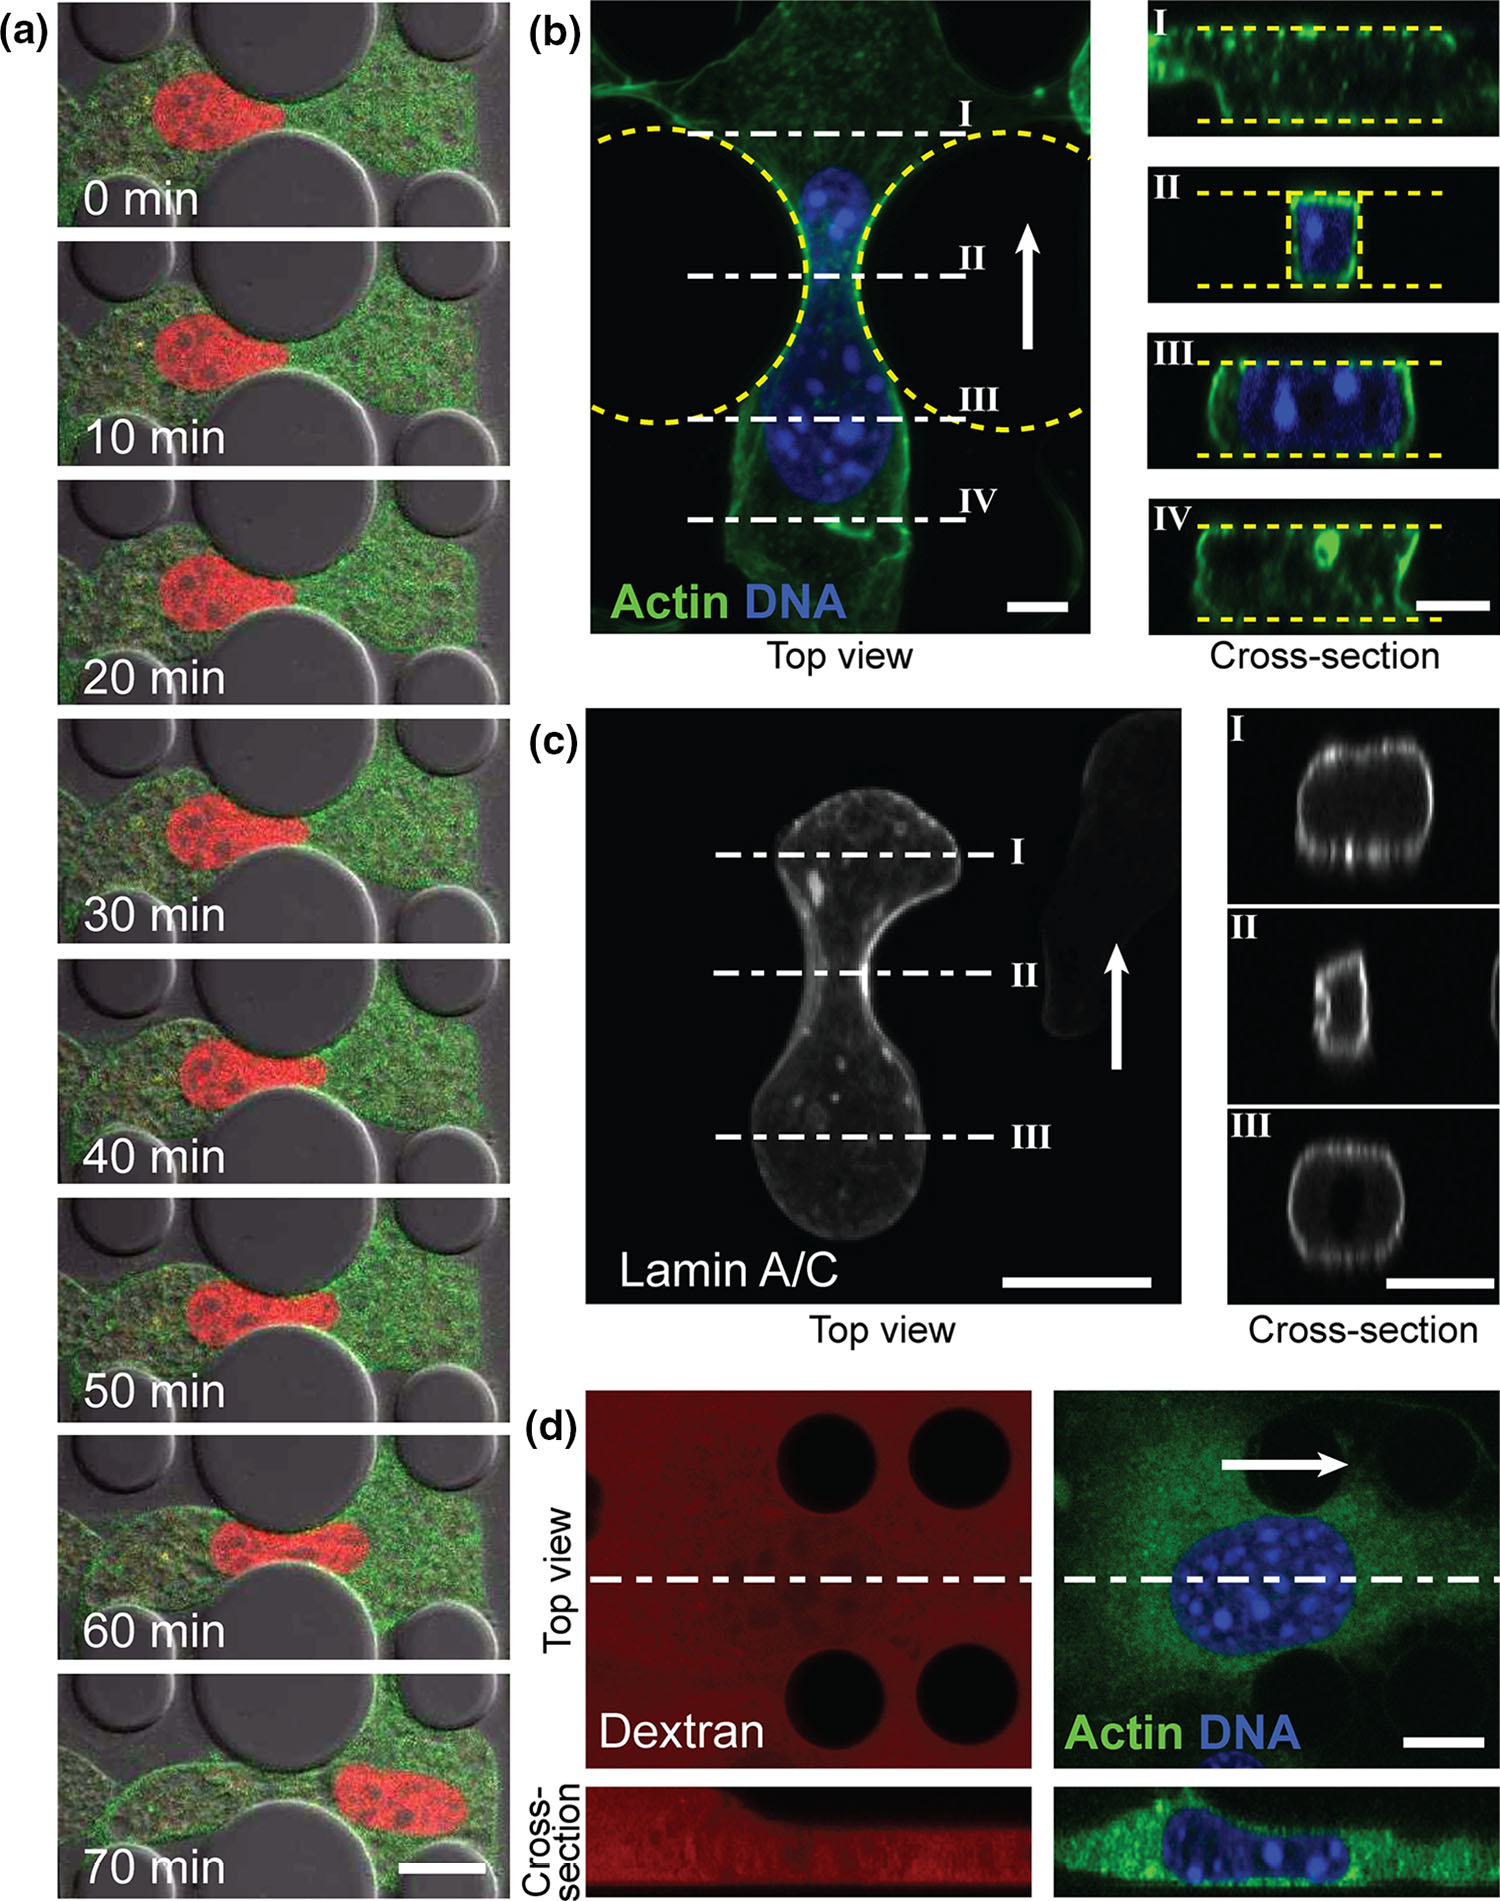 (a)
0 min
10 min
20 min
30 min
40 min
50 min
60 min
70 min
(b)
I
II
III
IV
Actin DNA
Top view
I
II
III
IV
Cross-section
(c)
I
II
III
Lamin A/C
Top view
I
II
III
Cross-section
(d)
Top view
Dextran
Actin DNA
Cross-
section